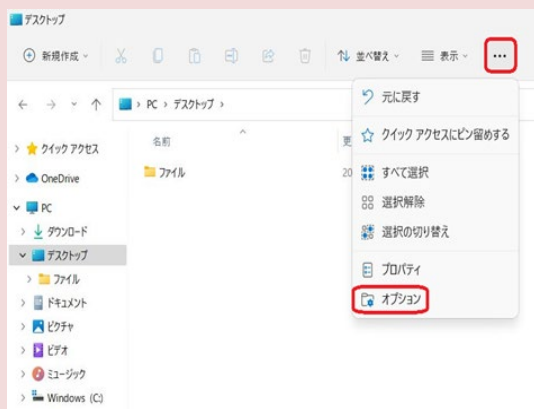 デスクトップ
新規作成
並べ替え
表示
PC › デスクトップ ›
元に戻す
クイック アクセスにピン留めする
すべて選択
選択解除
選択の切り替え
プロパティ
オプション
名前
更
ファイル
20
クイック アクセス
OneDrive
PC
ダウンロード
デスクトップ
ファイル
ドキュメント
ピクチャ
ビデオ
ミュージック
Windows (C:)